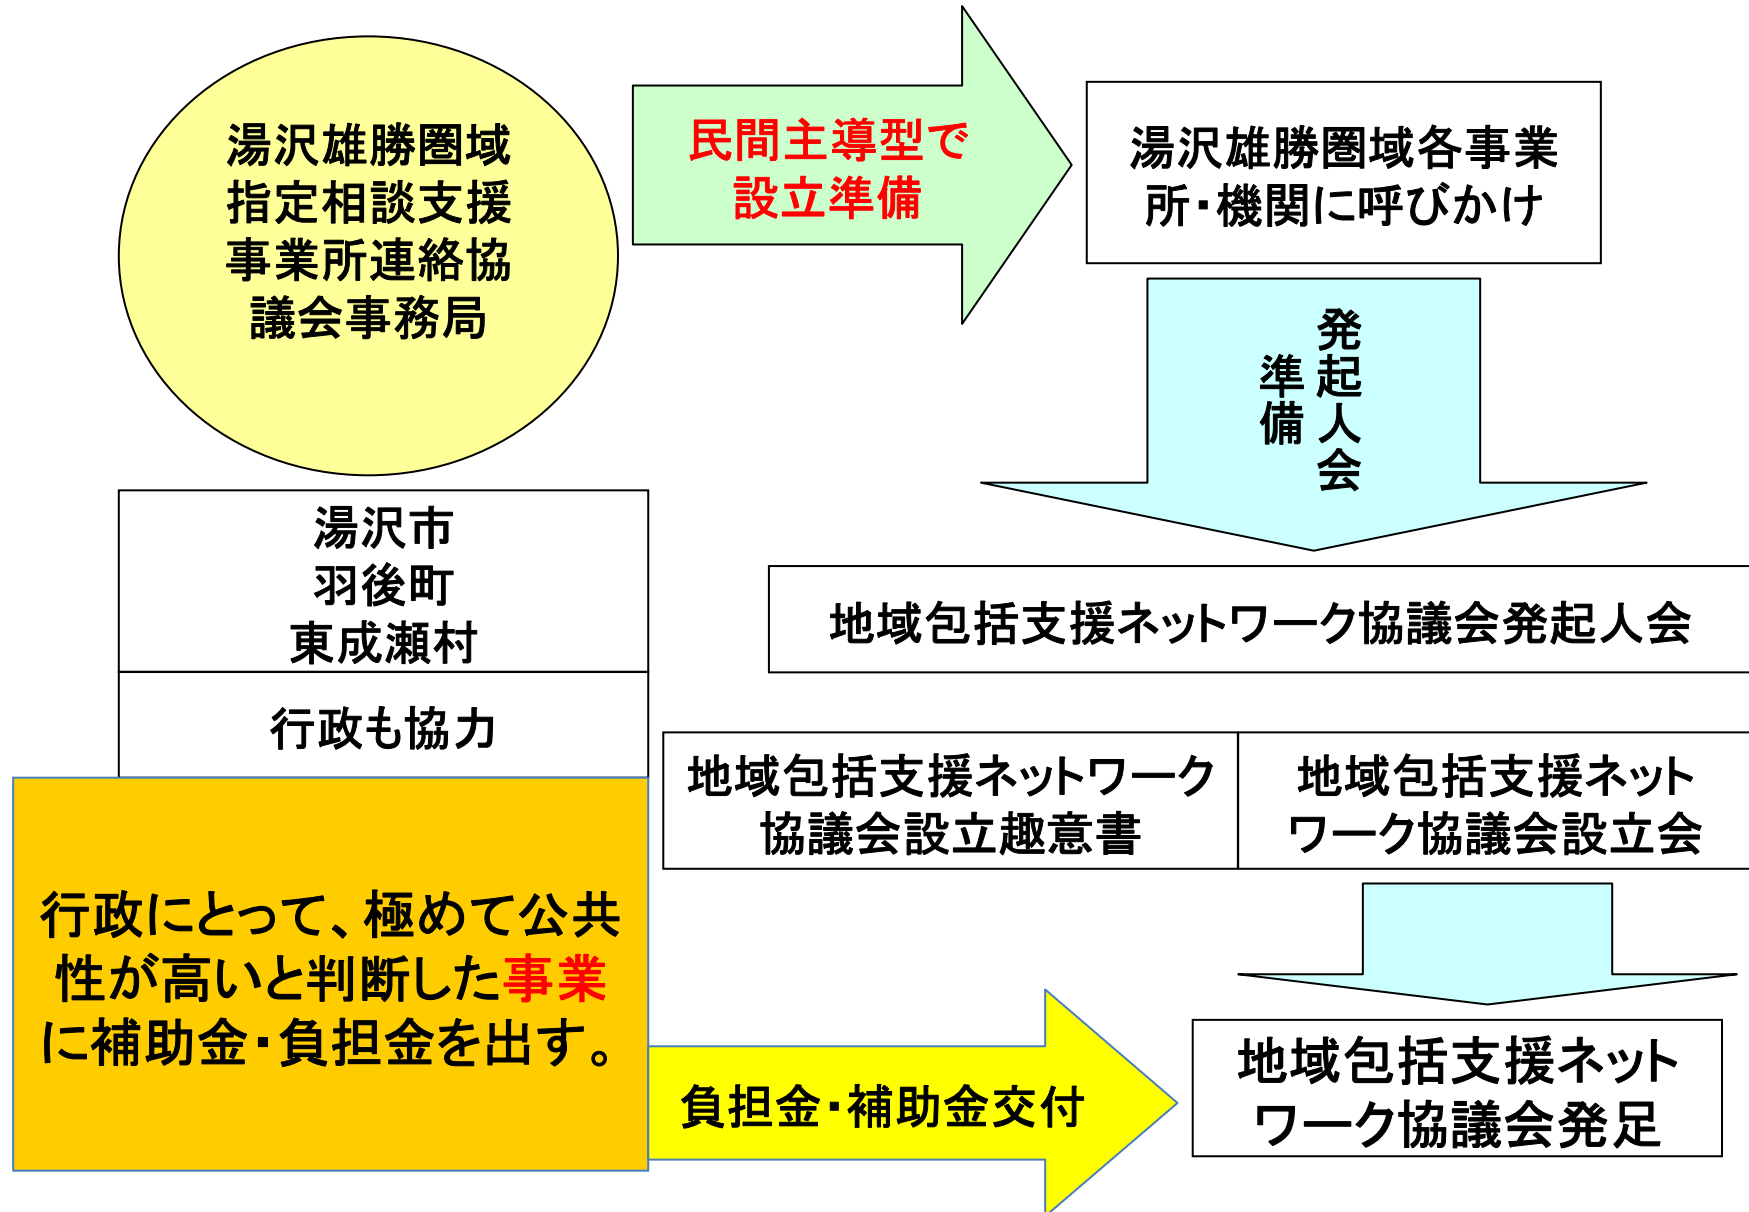 湯沢雄勝圏域
指定相談支援
事業所連絡協
議会事務局
民間主導型で
設立準備
湯沢雄勝圏域各事業
所・機関に呼びかけ
発起人会
準備
湯沢市
羽後町
東成瀬村
行政も協力
地域包括支援ネットワーク協議会発起人会
地域包括支援ネットワーク
協議会設立趣意書
地域包括支援ネット
ワーク協議会設立会
行政にとって、極めて公共
性が高いと判断した事業
に補助金・負担金を出す。
負担金・補助金交付
地域包括支援ネット
ワーク協議会発足